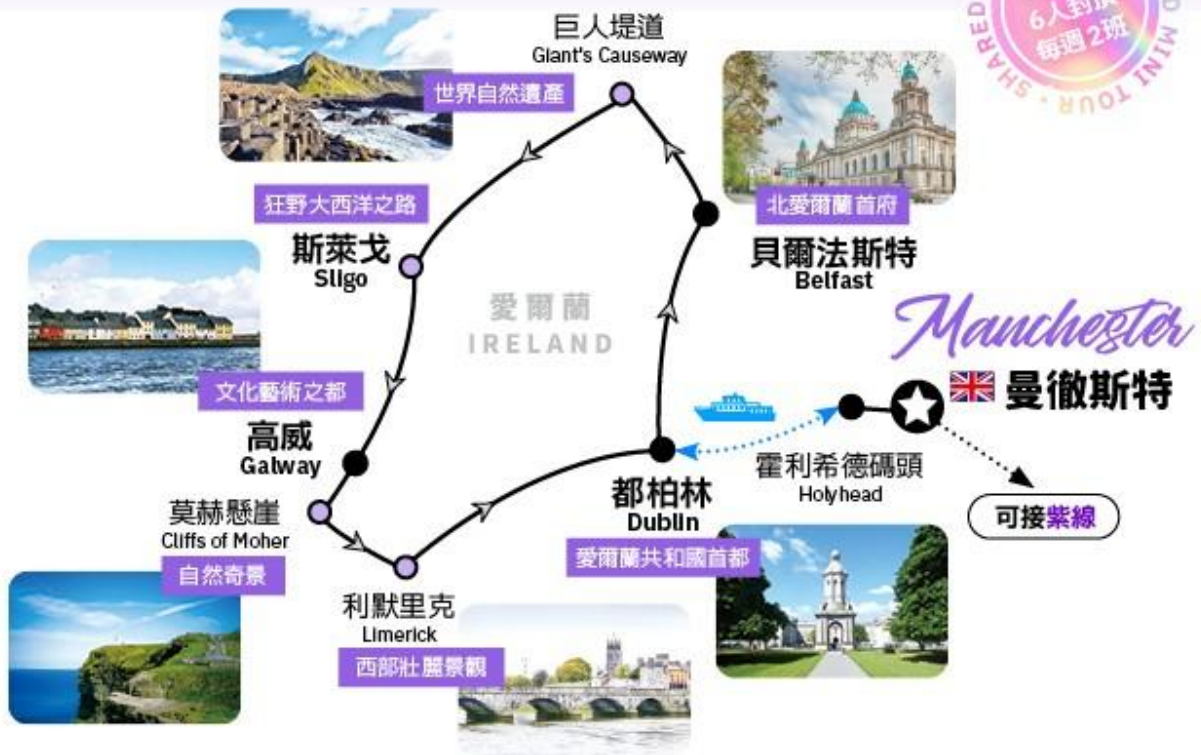 巨人堤道
Giant's Causeway
世界自然遺產
6人對頂
每週 2班
SHARED
D MINI TOUR • SHARED
狂野大西洋之路
斯萊戈
Sligo
北愛爾蘭首府
貝爾法斯特
Belfast
愛爾蘭
IRELAND
Manchester
曼徹斯特
文化藝術之都
高威
Galway
都柏林
Dublin
愛爾蘭共和國首都
霍利希德碼頭
Holyhead
可接紫線
莫赫懸崖
Cliffs of Moher
自然奇景
利默里克
Limerick
西部壯麗景觀